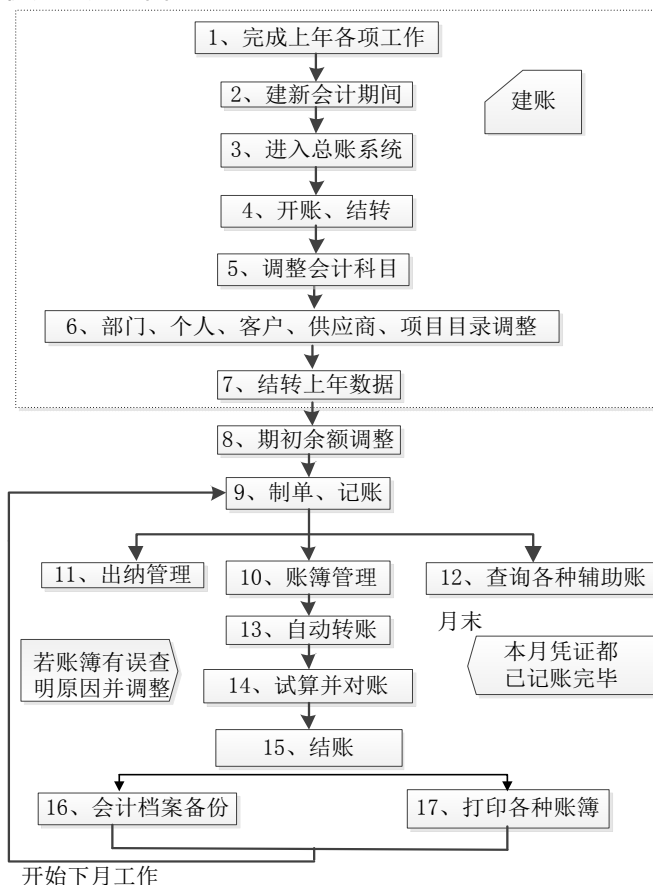 1、完成上年各项工作
2、建新会计期间
建账
3、进入总账系统
4、开账、结转
5、调整会计科目
6、部门、个人、客户、供应商、项目目录调整
7、结转上年数据
8、期初余额调整
9、制单、记账
11、出纳管理
10、账簿管理
12、查询各种辅助账
13、自动转账
月末
若账簿有误查
明原因并调整
14、试算并对账
本月凭证都
已记账完毕
15、结账
16、会计档案备份
17、打印各种账簿
开始下月工作